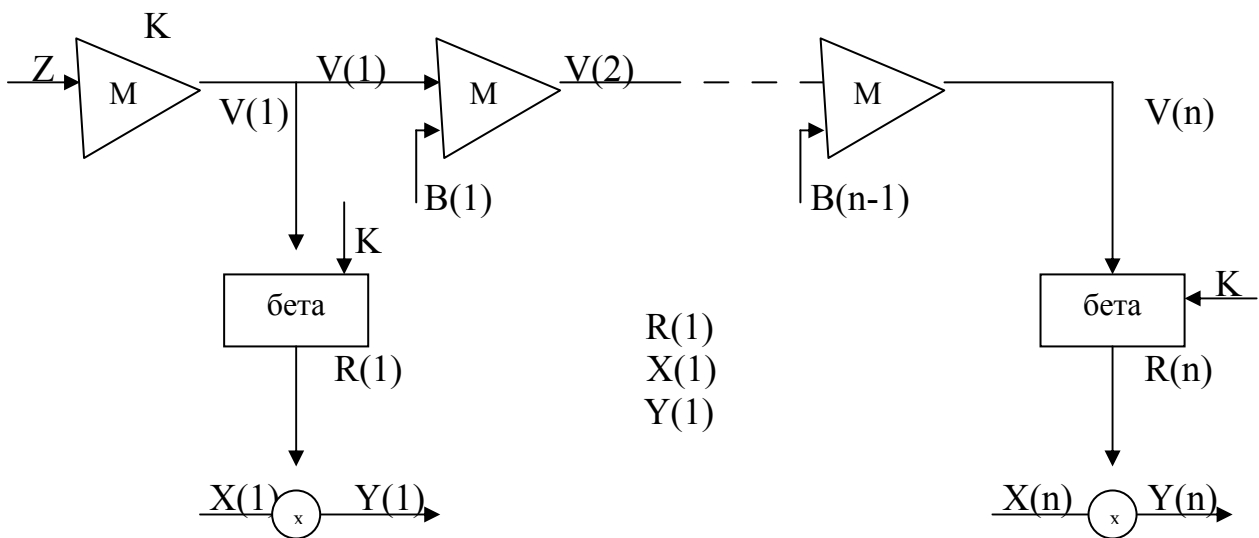 K
Z
M
V(1)
M
V(2)
M
V(1)
V(n)
B(1)
B(n-1)
K
бета
R(1)
R(1)
X(1)
Y(1)
бета
K
R(n)
X(1)
x
Y(1)
X(n)
x
Y(n)